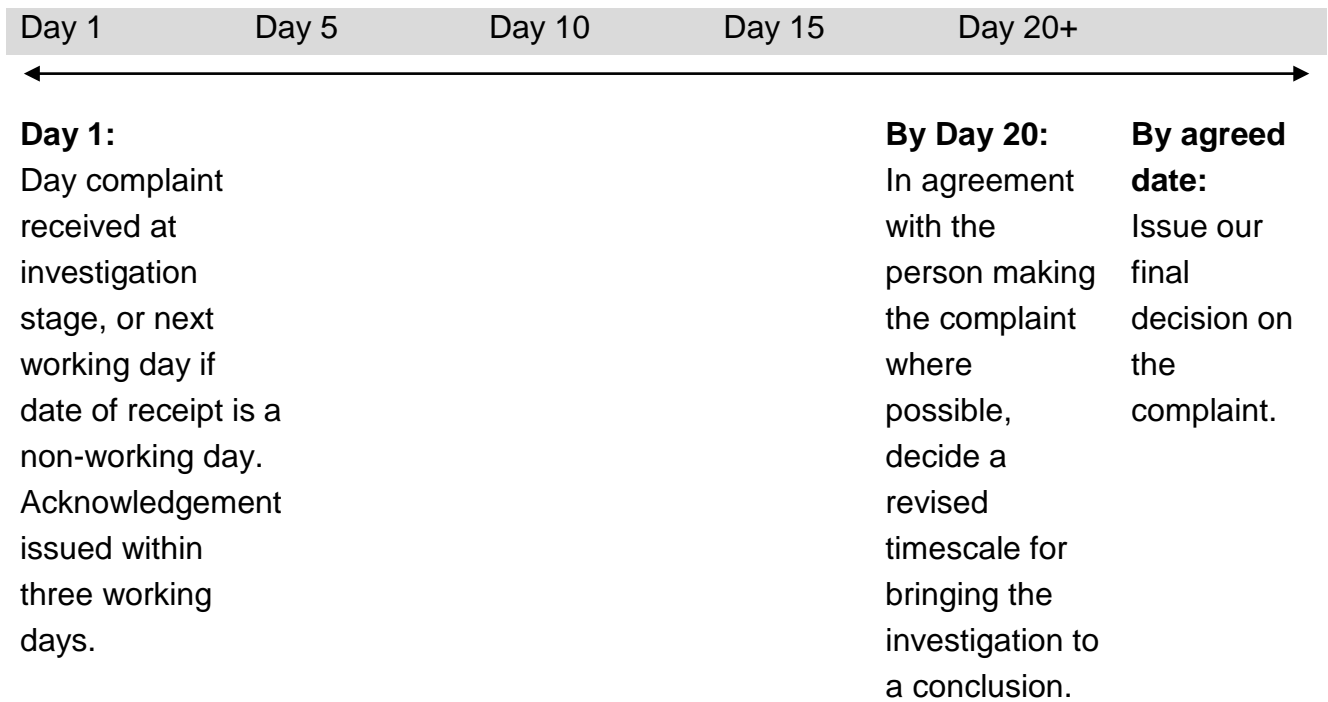 Day 1 Day 5 Day 10 Day 15 Day 20+
Day 1:
Day complaint
received at
investigation
stage, or next
working day if
date of receipt is a
non-working day.
Acknowledgement
issued within
three working
days.
By Day 20:
In agreement
with the
person making
the complaint
where
possible,
decide a
revised
timescale for
bringing the
investigation to
a conclusion.
By agreed
date:
Issue our
final
decision on
the
complaint.